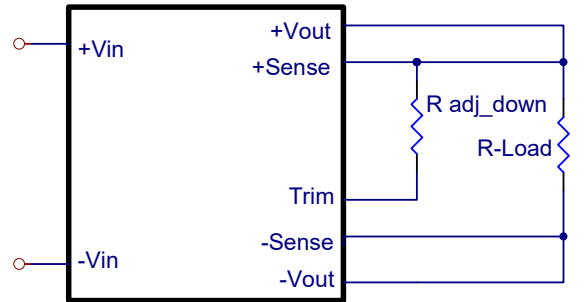 +Vin
-Vin
+Vout
+Sense
R adj_down
R-Load
Trim
-Sense
-Vout